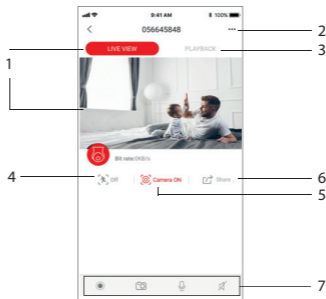 9:41 AM 100%
056645848 ... 2
1 LIVE VIEW PLAYBACK 3
Bit rate:0KB/s
4 Off Camera ON Share 6
5
7